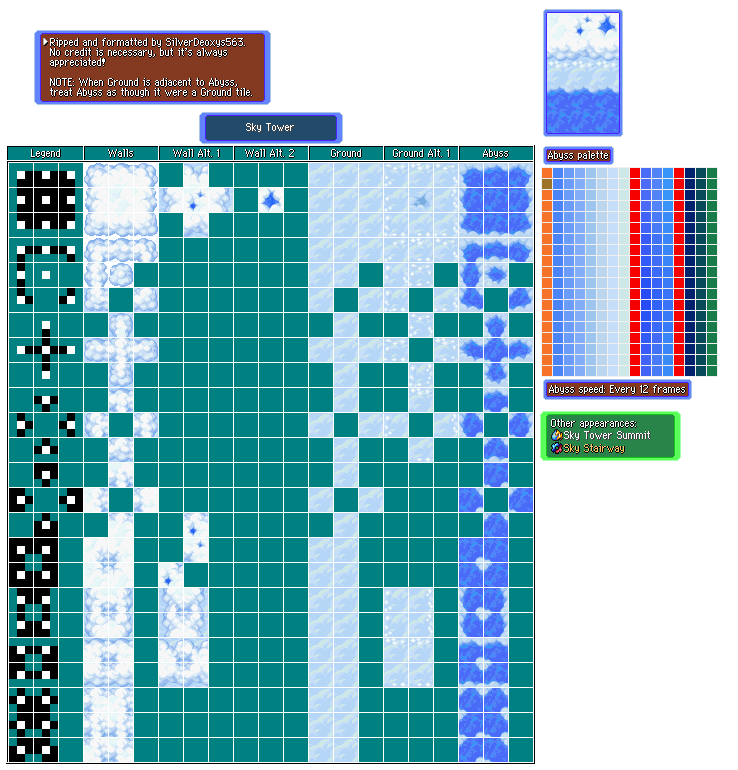 Ripped and formatted by SilverDeoxys563.
No credit is necessary, but it's always
appreciated!
NOTE: When Ground is adjacent to Abyss,
treat Abyss as though it were a Ground tile.
Sky Tower
Legend Walls Wall Alt. 1 Wall Alt. 2 Ground Ground Alt. 1 Abyss
Abyss palette
Abyss speed: Every 12 frames
Other appearances:
Sky Tower Summit
Sky Stairway